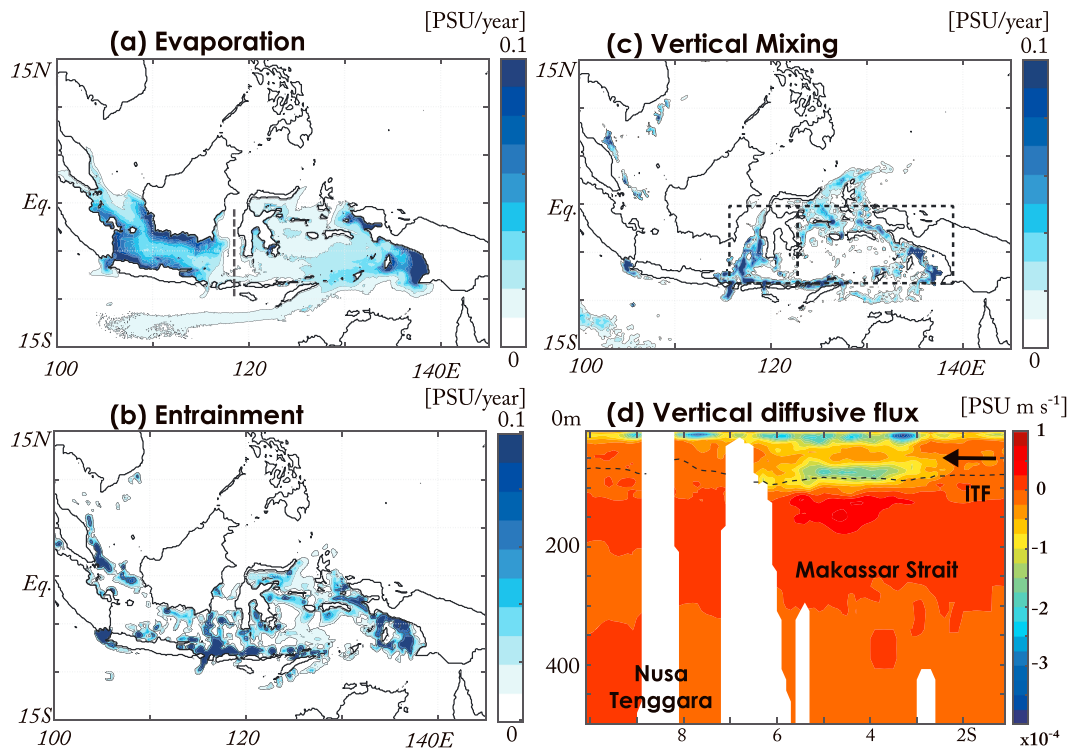 [PSU/year]
(a) Evaporation
0.1
15N
Eq.
15S
0
100
120
140E
[PSU/year]
(c) Vertical Mixing
0.1
15N
Eq.
15S
0
100
120
140E
[PSU/year]
(b) Entrainment
0.1
15N
Eq.
15S
0
100
120
140E
[PSU m s⁻¹]
0m
(d) Vertical diffusive flux
1
ITF
0
200
-1
Makassar Strait
-2
400
Nusa
Tenggara
-3
8
6
4
2S
x10⁻⁴